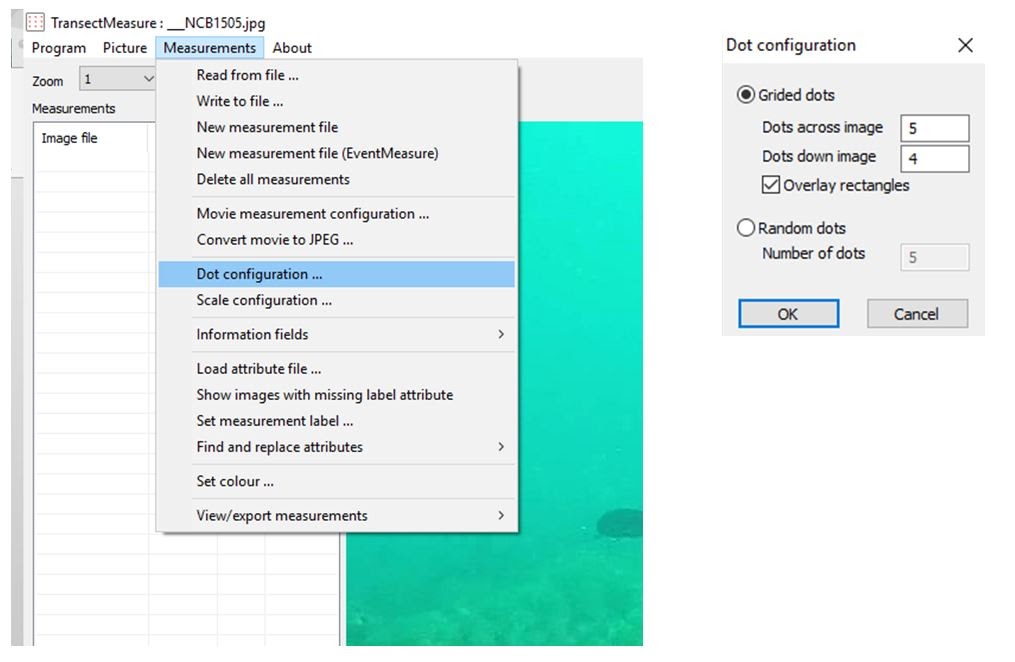 TransectMeasure : __NCB1505.jpg
Program Picture Measurements About
Zoom 1
Measurements
Image file
Read from file ...
Write to file ...
New measurement file
New measurement file (EventMeasure)
Delete all measurements
Movie measurement configuration ...
Convert movie to JPEG ...
Dot configuration ...
Scale configuration ...
Information fields
Load attribute file ...
Show images with missing label attribute
Set measurement label ...
Find and replace attributes
Set colour ...
View/export measurements
Dot configuration
Grided dots
Dots across image 5
Dots down image 4
Overlay rectangles
Random dots
Number of dots 5
OK Cancel